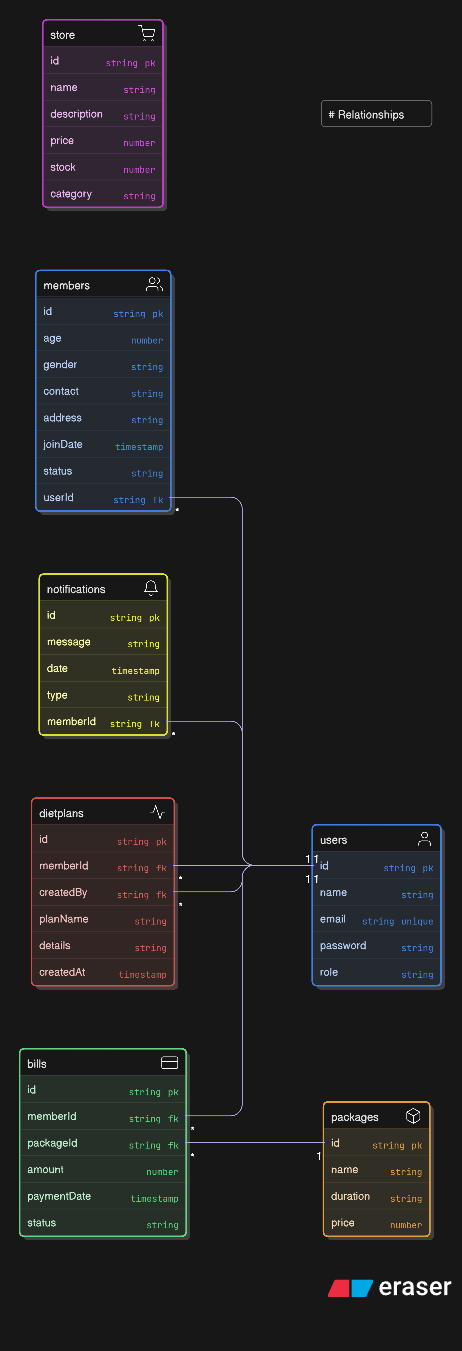 store
id string pk
name string
description string
price number
stock number
category string
# Relationships
members
id string pk
age number
gender string
contact string
address string
joinDate timestamp
status string
userId string fk
*
notifications
id string pk
message string
date timestamp
type string
memberId string fk
*
dietplans
id string pk
memberId string fk
*
createdBy string fk
*
planName string
details string
createdAt timestamp
users
1 1
id string pk
1 1
name string
email string unique
password string
role string
bills
id string pk
memberId string fk
*
packageId string fk
*
amount number
paymentDate timestamp
status string
packages
id string pk
1
name string
duration string
price number
eraser